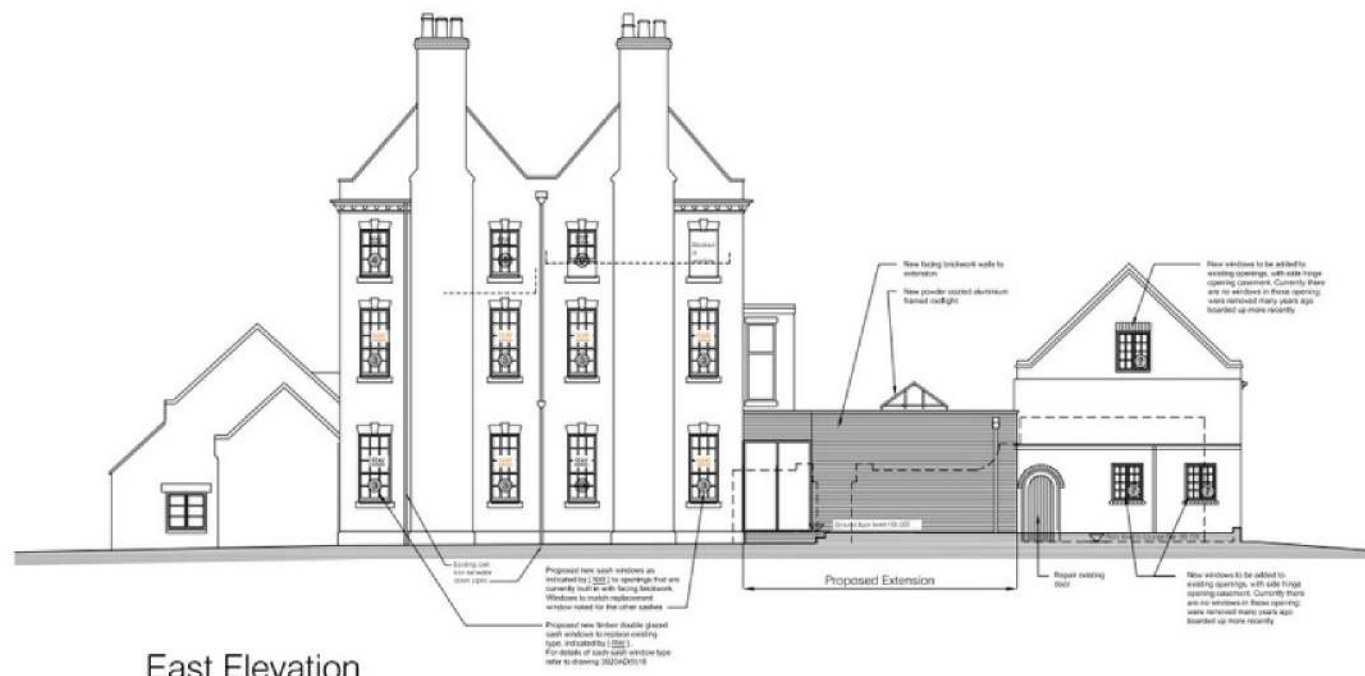 New facing brickwork walls to
extension
New powder coated aluminium
framed rooflight
New windows to be added to
existing openings, with side hinge
opening casement. Currently there
are no windows in these opening
were removed many years ago
boarded up more recently
Ground floor level
Existing cast
iron rainwater
down pipes
Proposed new sash windows as
indicated by [ ] to openings that are
currently built in with facing brickwork.
Windows to match replacement
window noted for the other sashes
Proposed new timber double glazed
sash windows to replace existing
type, indicated by [ ].
For details of each sash window type
refer to drawing
Proposed Extension
Repair existing
door
New windows to be added to
existing openings, with side hinge
opening casement. Currently there
are no windows in these opening
were removed many years ago
boarded up more recently
East Elevation